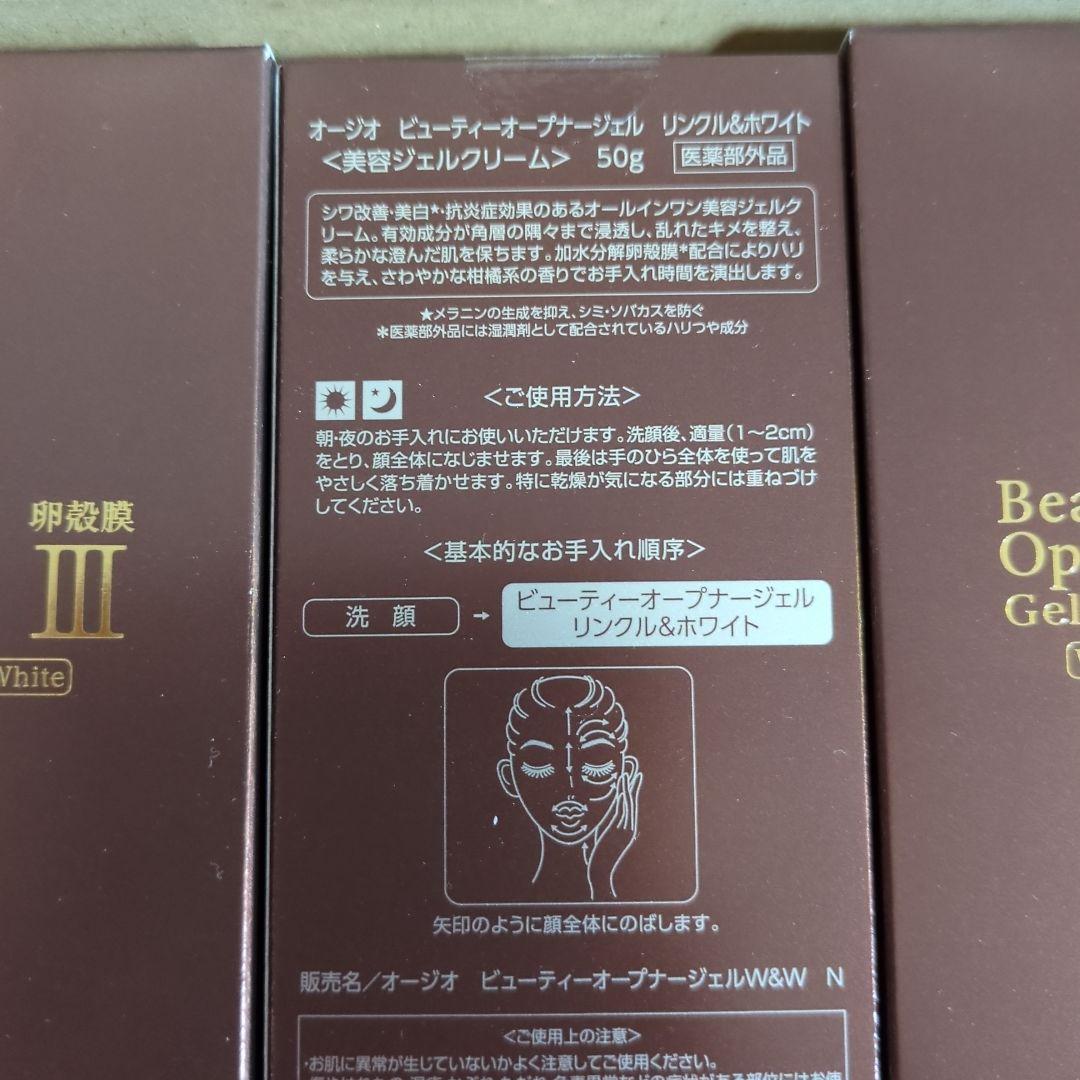 オージオ ビューティーオープナージェル リンクル&ホワイト
<美容ジェルクリーム> 50g 医薬部外品
シワ改善・美白★・抗炎症効果のあるオールインワン美容ジェルク
リーム。有効成分が角層の隅々まで浸透し、乱れたキメを整え、
柔らかな澄んだ肌を保ちます。加水分解卵殻膜*配合によりハリ
を与え、さわやかな柑橘系の香りでお手入れ時間を演出します。
★メラニンの生成を抑え、シミ・ソバカスを防ぐ
*医薬部外品には湿潤剤として配合されているハリつや成分
<ご使用方法>
朝・夜のお手入れにお使いいただけます。洗顔後、適量(1〜2cm)
をとり、顔全体になじませます。最後は手のひら全体を使って肌を
やさしく落ち着かせます。特に乾燥が気になる部分には重ねづけ
してください。
<基本的なお手入れ順序>
洗顔 → ビューティーオープナージェル
リンクル&ホワイト
矢印のように顔全体にのばします。
販売名/オージオ ビューティーオープナージェルW&W N
<ご使用上の注意>
・お肌に異常が生じていないかよく注意してご使用ください。
卵殻膜
III
White
Bea
Op
Gel